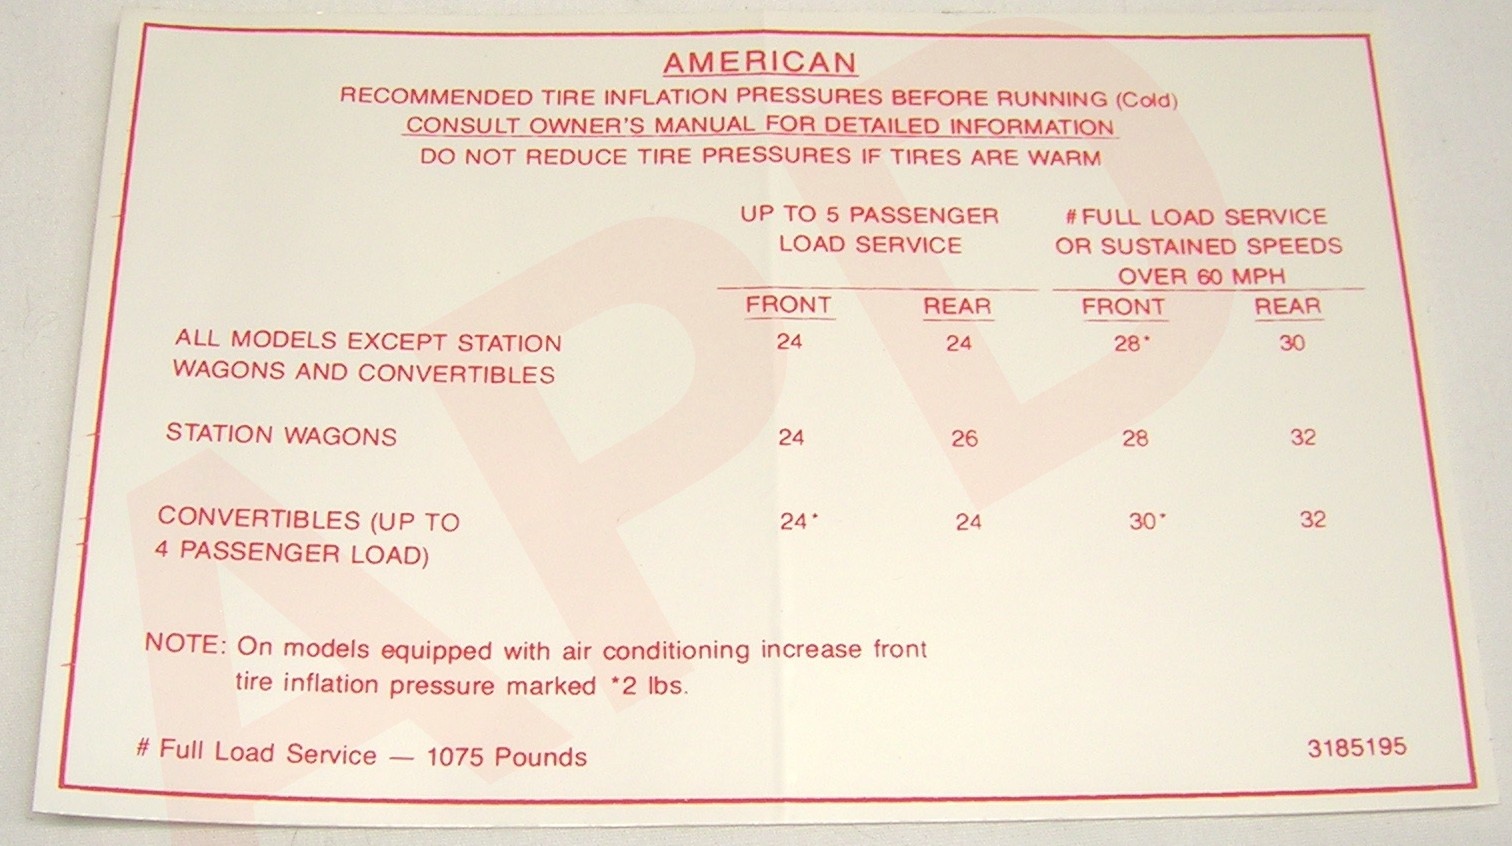 AMERICAN
RECOMMENDED TIRE INFLATION PRESSURES BEFORE RUNNING (Cold)
CONSULT OWNER'S MANUAL FOR DETAILED INFORMATION
DO NOT REDUCE TIRE PRESSURES IF TIRES ARE WARM
UP TO 5 PASSENGER #FULL LOAD SERVICE
LOAD SERVICE OR SUSTAINED SPEEDS
OVER 60 MPH
FRONT REAR FRONT REAR
ALL MODELS EXCEPT STATION 24 24 28* 30
WAGONS AND CONVERTIBLES
STATION WAGONS 24 26 28 32
CONVERTIBLES (UP TO 24* 24 30* 32
4 PASSENGER LOAD)
NOTE: On models equipped with air conditioning increase front
tire inflation pressure marked *2 lbs.
# Full Load Service — 1075 Pounds 3185195
APD